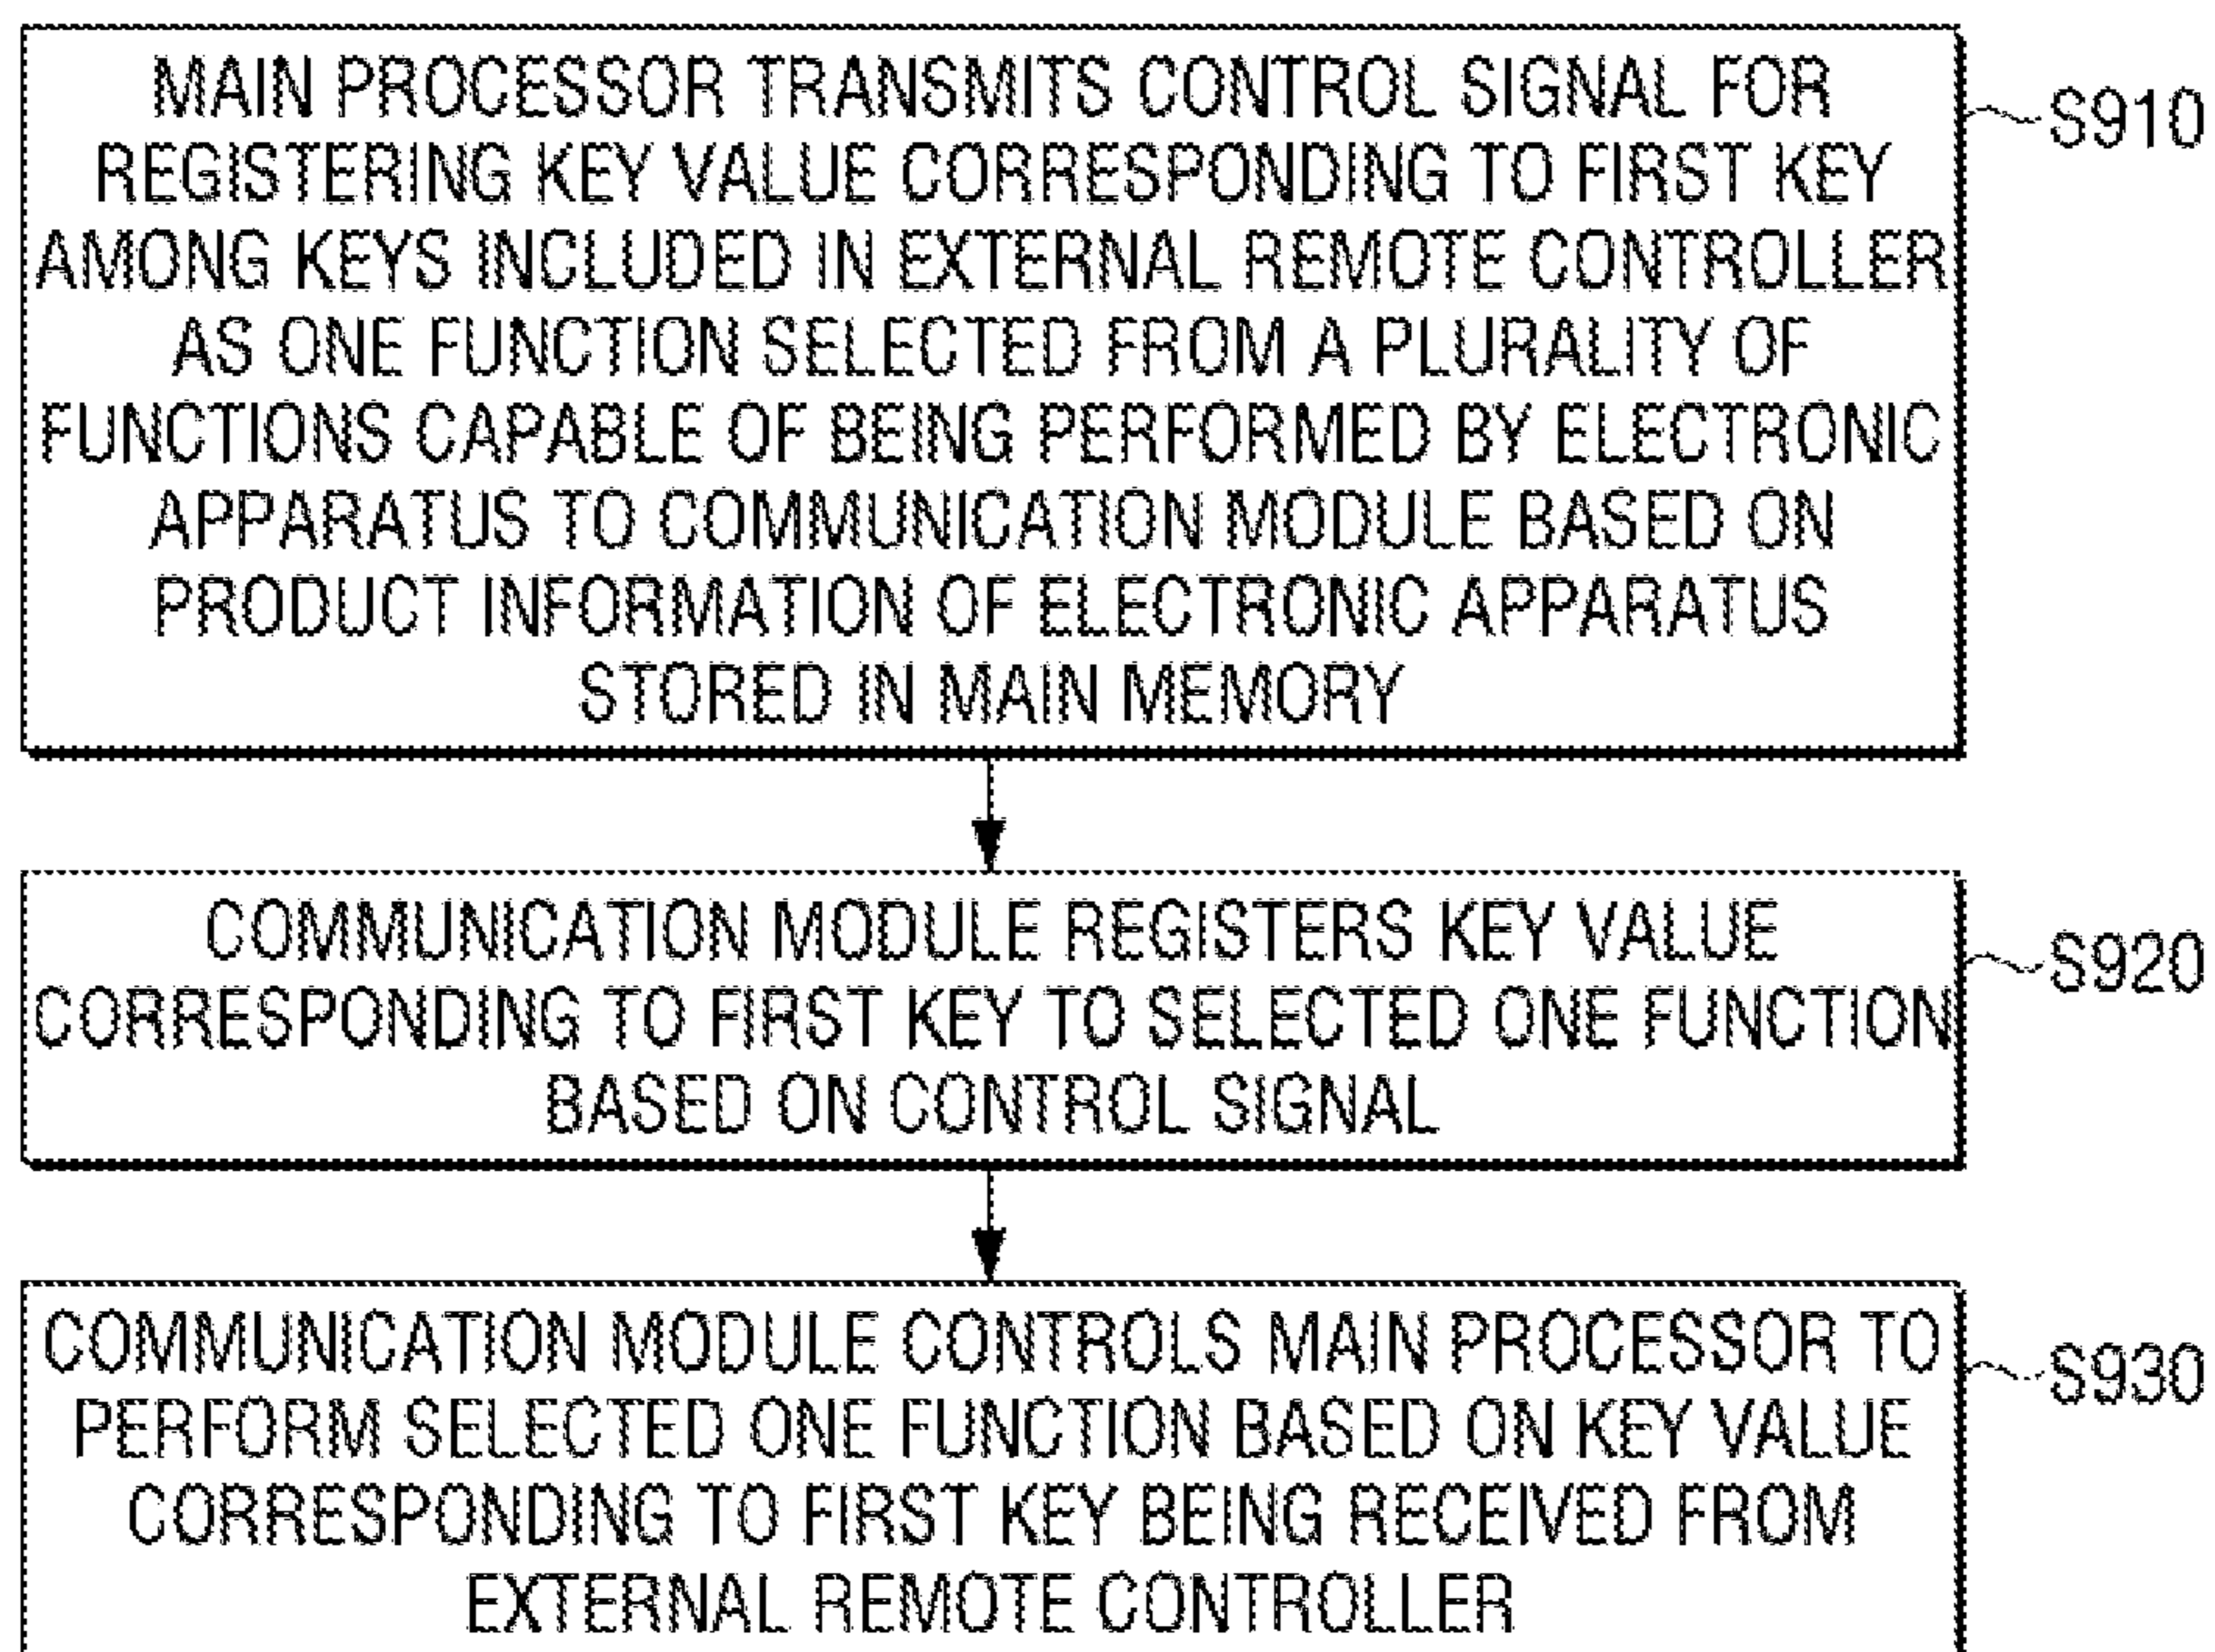 MAIN PROCESSOR TRANSMITS CONTROL SIGNAL FOR
REGISTERING KEY VALUE CORRESPONDING TO FIRST KEY
AMONG KEYS INCLUDED IN EXTERNAL REMOTE CONTROLLER
AS ONE FUNCTION SELECTED FROM A PLURALITY OF
FUNCTIONS CAPABLE OF BEING PERFORMED BY ELECTRONIC
APPARATUS TO COMMUNICATION MODULE BASED ON
PRODUCT INFORMATION OF ELECTRONIC APPARATUS
STORED IN MAIN MEMORY
S910
COMMUNICATION MODULE REGISTERS KEY VALUE
CORRESPONDING TO FIRST KEY TO SELECTED ONE FUNCTION
BASED ON CONTROL SIGNAL
S920
COMMUNICATION MODULE CONTROLS MAIN PROCESSOR TO
PERFORM SELECTED ONE FUNCTION BASED ON KEY VALUE
CORRESPONDING TO FIRST KEY BEING RECEIVED FROM
EXTERNAL REMOTE CONTROLLER
S930